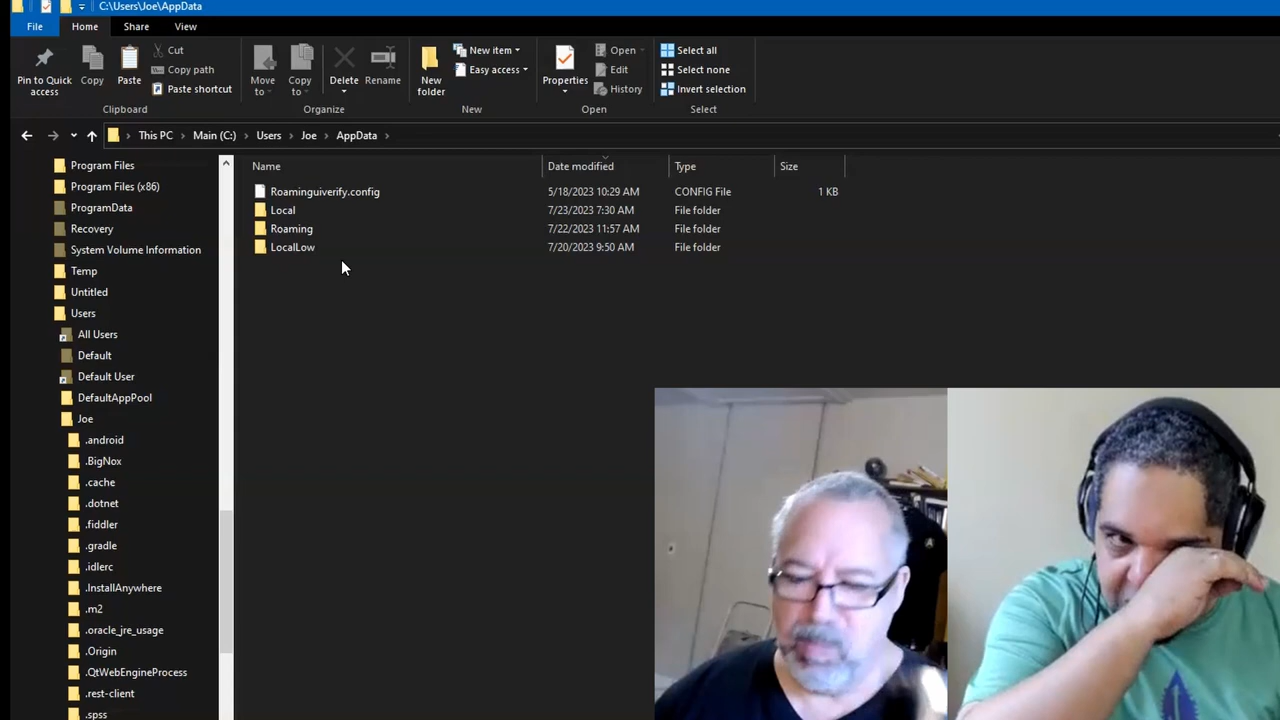 C:\Users\Joe\AppData
File Home Share View
Pin to Quick access
Copy
Paste
Cut
Copy path
Paste shortcut
Clipboard
Move to
Copy to
Delete
Rename
Organize
New folder
New item
Easy access
New
Properties
Open
Edit
History
Open
Select all
Select none
Invert selection
Select
This PC Main (C:) Users Joe AppData
Name Date modified Type Size
Roaminguiverify.config 5/18/2023 10:29 AM CONFIG File 1 KB
Local 7/23/2023 7:30 AM File folder
Roaming 7/22/2023 11:57 AM File folder
LocalLow 7/20/2023 9:50 AM File folder
Program Files
Program Files (x86)
ProgramData
Recovery
System Volume Information
Temp
Untitled
Users
All Users
Default
Default User
DefaultAppPool
Joe
.android
.BigNox
.cache
.dotnet
.fiddler
.gradle
.idlerc
.InstallAnywhere
.m2
.oracle_jre_usage
.Origin
.QtWebEngineProcess
.rest-client
.spss